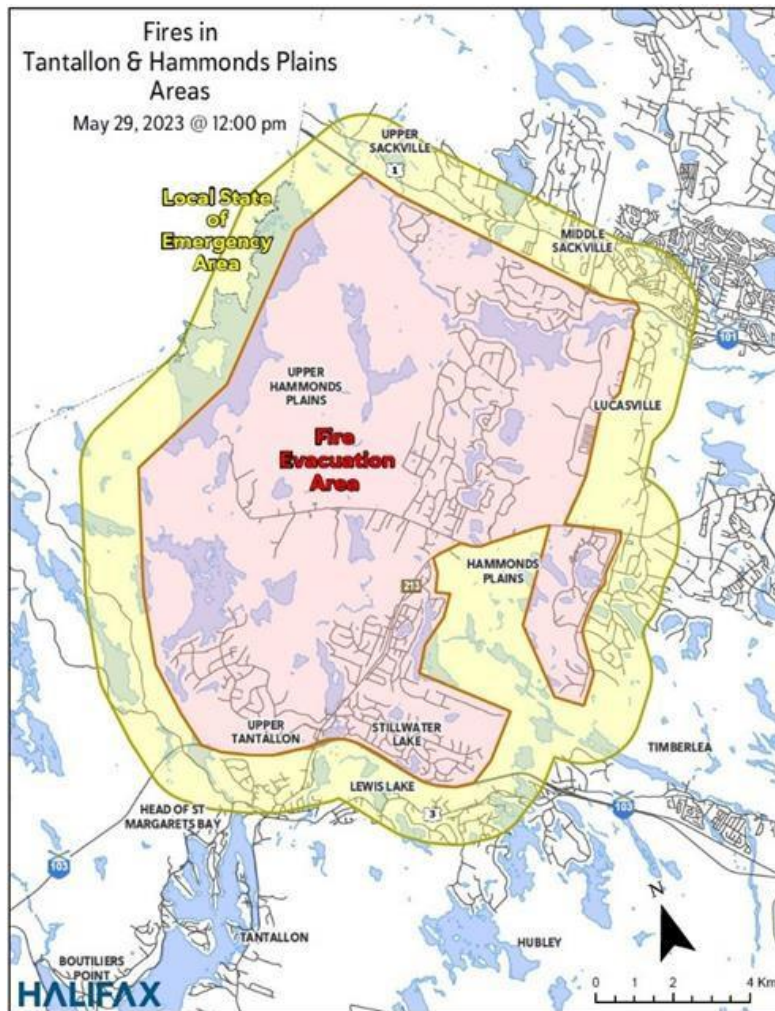 Fires in
Tantallon & Hammonds Plains
Areas
May 29, 2023 @ 12:00 pm
UPPER
SACKVILLE
1
Local State
of
Emergency
Area
MIDDLE
SACKVILLE
101
UPPER
HAMMONDS
PLAINS
LUCASVILLE
Fire
Evacuation
Area
HAMMONDS
PLAINS
213
UPPER
TANTALLON
STILLWATER
LAKE
TIMBERLEA
LEWIS LAKE
HEAD OF ST
MARGARETS BAY
3
103
103
N
TANTALLON
HUBLEY
BOUTILIERS
POINT
HALIFAX
0 2 4 Km